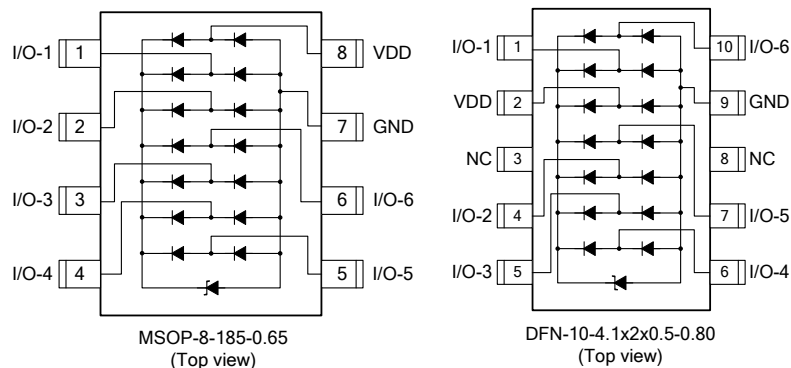 I/O-1 1 8 VDD
I/O-2 2 7 GND
I/O-3 3 6 I/O-6
I/O-4 4 5 I/O-5
MSOP-8-185-0.65
(Top view)
I/O-1 1 10 I/O-6
VDD 2 9 GND
NC 3 8 NC
I/O-2 4 7 I/O-5
I/O-3 5 6 I/O-4
DFN-10-4.1x2x0.5-0.80
(Top view)